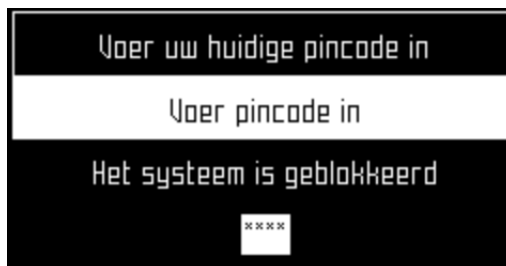 Voer uw huidige pincode in
Voer pincode in
Het systeem is geblokkeerd
****